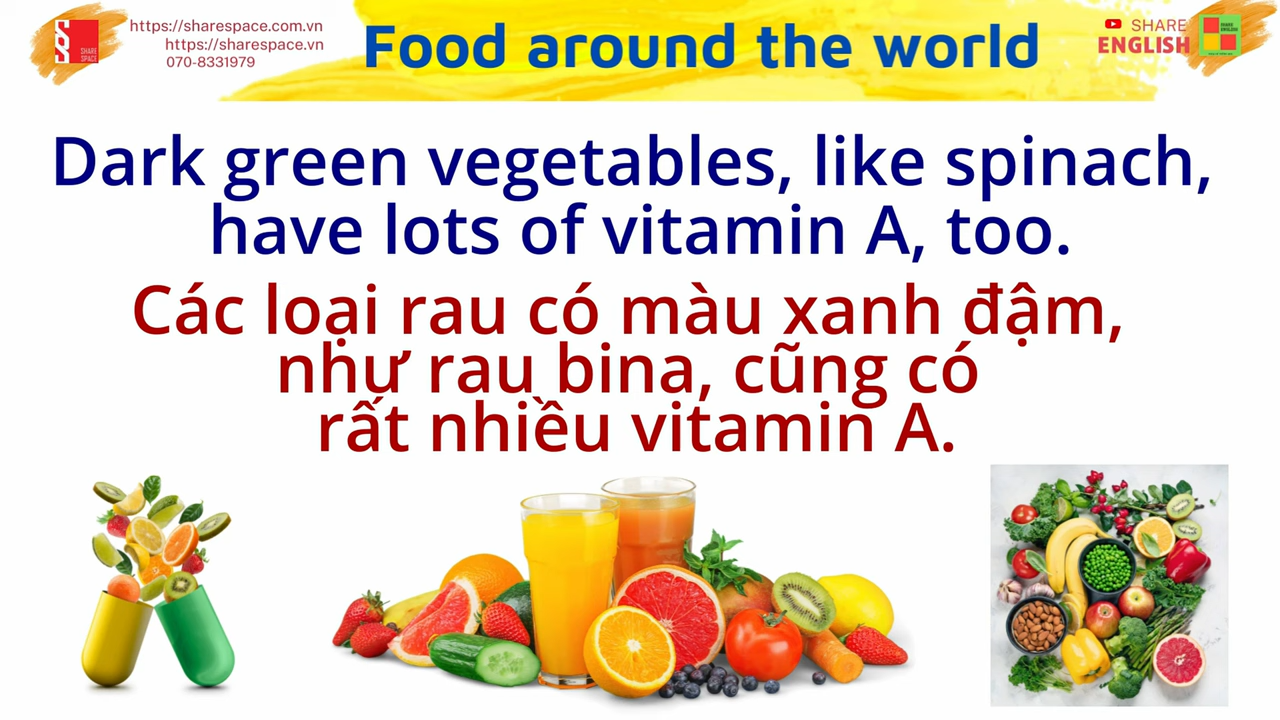 https://sharespace.com.vn
https://sharespace.vn
070-8331979
SHARE
SPACE
Food around the world
SHARE
ENGLISH
Dark green vegetables, like spinach,
have lots of vitamin A, too.
Các loại rau có màu xanh đậm,
như rau bina, cũng có
rất nhiều vitamin A.